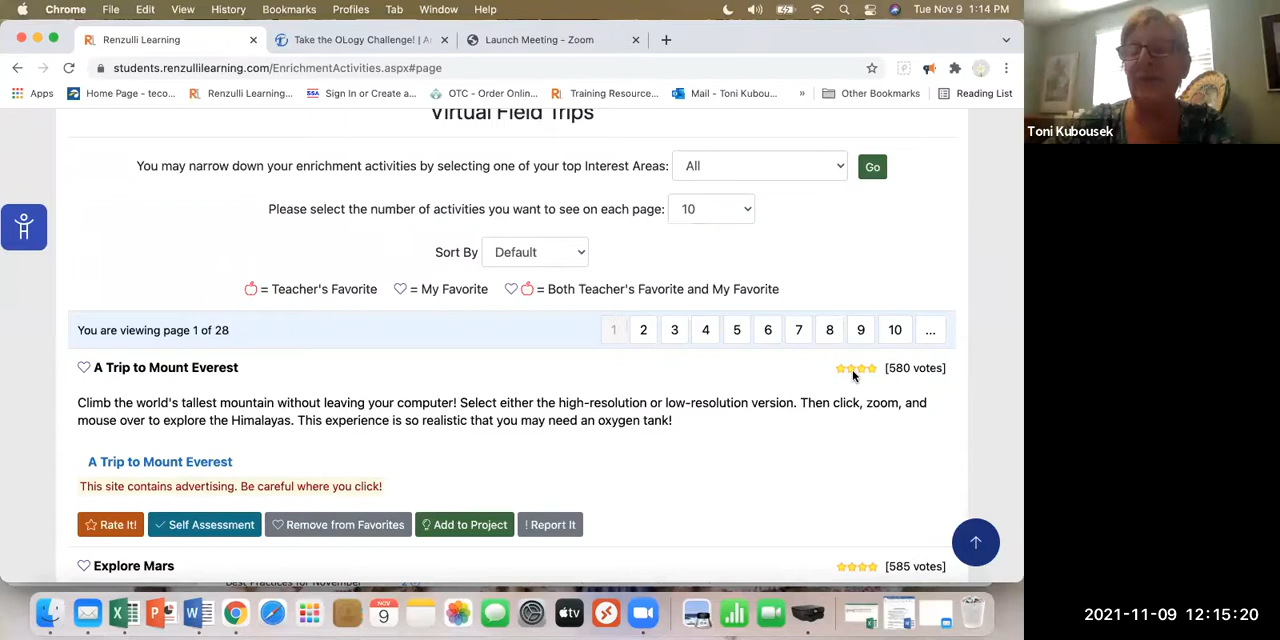 Chrome File Edit View History Bookmarks Profiles Tab Window Help Tue Nov 9 1:14 PM
Renzulli Learning Take the OLogy Challenge! | A Launch Meeting - Zoom
students.renzullilearning.com/EnrichmentActivities.aspx#page
Apps Home Page - teco... Renzulli Learning... SSA Sign In or Create a... OTC - Order Onlin... Training Resource... Mail - Toni Kubou... » Other Bookmarks Reading List
Toni Kubousek
Virtual Field Trips
You may narrow down your enrichment activities by selecting one of your top Interest Areas: All Go
Please select the number of activities you want to see on each page: 10
Sort By Default
= Teacher's Favorite = My Favorite = Both Teacher's Favorite and My Favorite
You are viewing page 1 of 28 1 2 3 4 5 6 7 8 9 10 ...
A Trip to Mount Everest [580 votes]
Climb the world's tallest mountain without leaving your computer! Select either the high-resolution or low-resolution version. Then click, zoom, and
mouse over to explore the Himalayas. This experience is so realistic that you may need an oxygen tank!
A Trip to Mount Everest
This site contains advertising. Be careful where you click!
Rate It! Self Assessment Remove from Favorites Add to Project ! Report It
Explore Mars [585 votes]
Best Practices for November
NOV
9
tv
2021-11-09 12:15:20